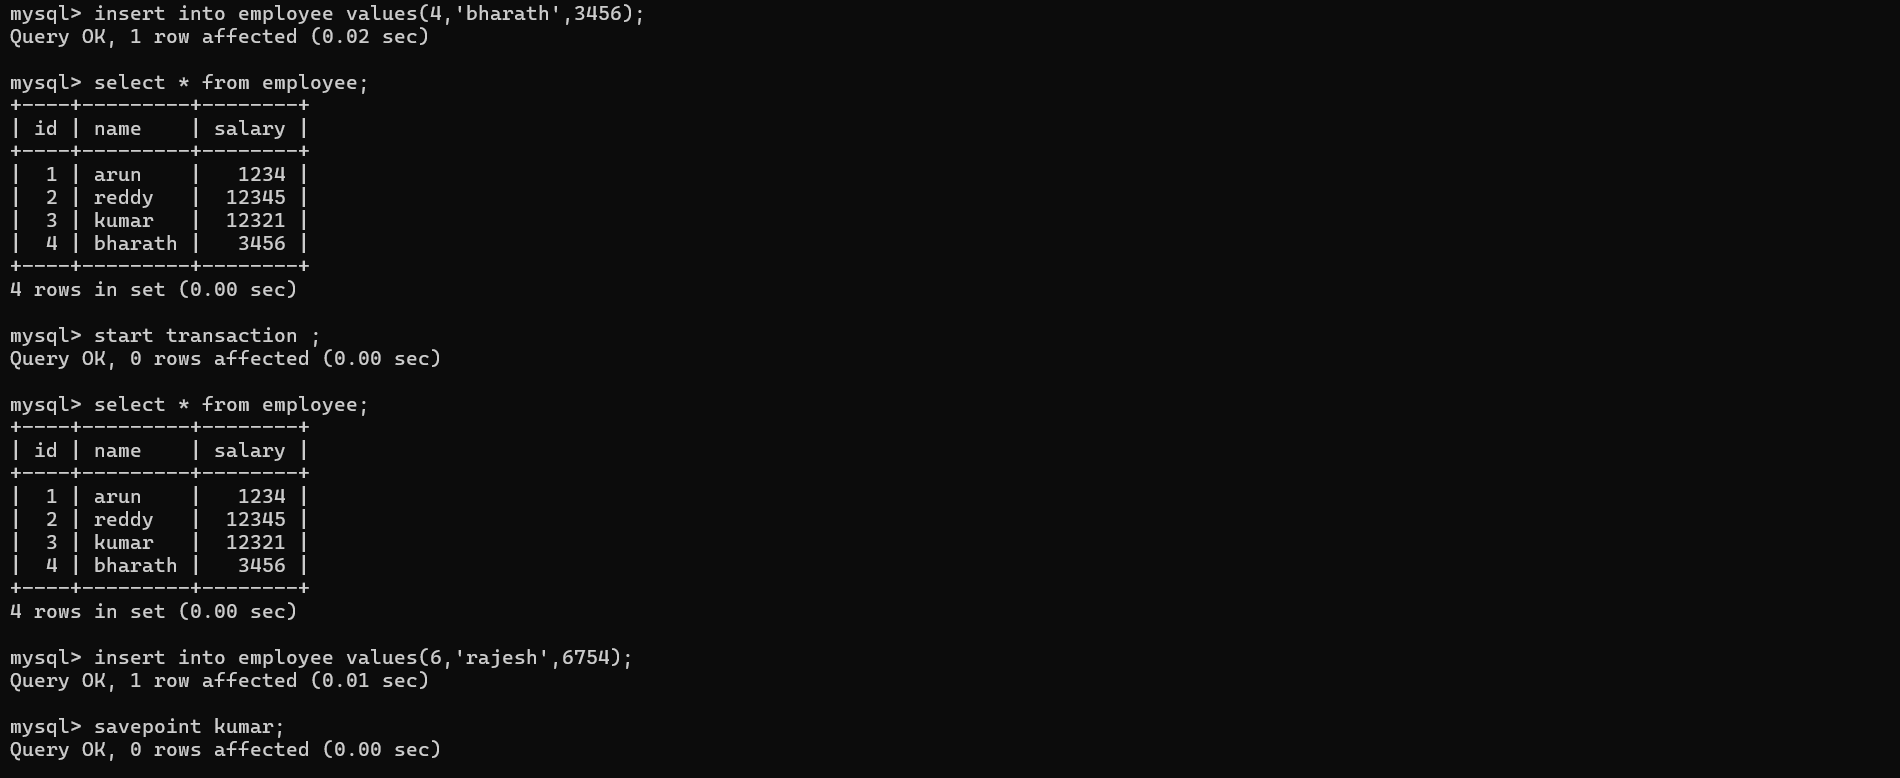 mysql> insert into employee values(4,'bharath',3456);
Query OK, 1 row affected (0.02 sec)

mysql> select * from employee;
+----+---------+--------+
| id | name    | salary |
+----+---------+--------+
|  1 | arun    |   1234 |
|  2 | reddy   |  12345 |
|  3 | kumar   |  12321 |
|  4 | bharath |   3456 |
+----+---------+--------+
4 rows in set (0.00 sec)

mysql> start transaction ;
Query OK, 0 rows affected (0.00 sec)

mysql> select * from employee;
+----+---------+--------+
| id | name    | salary |
+----+---------+--------+
|  1 | arun    |   1234 |
|  2 | reddy   |  12345 |
|  3 | kumar   |  12321 |
|  4 | bharath |   3456 |
+----+---------+--------+
4 rows in set (0.00 sec)

mysql> insert into employee values(6,'rajesh',6754);
Query OK, 1 row affected (0.01 sec)

mysql> savepoint kumar;
Query OK, 0 rows affected (0.00 sec)